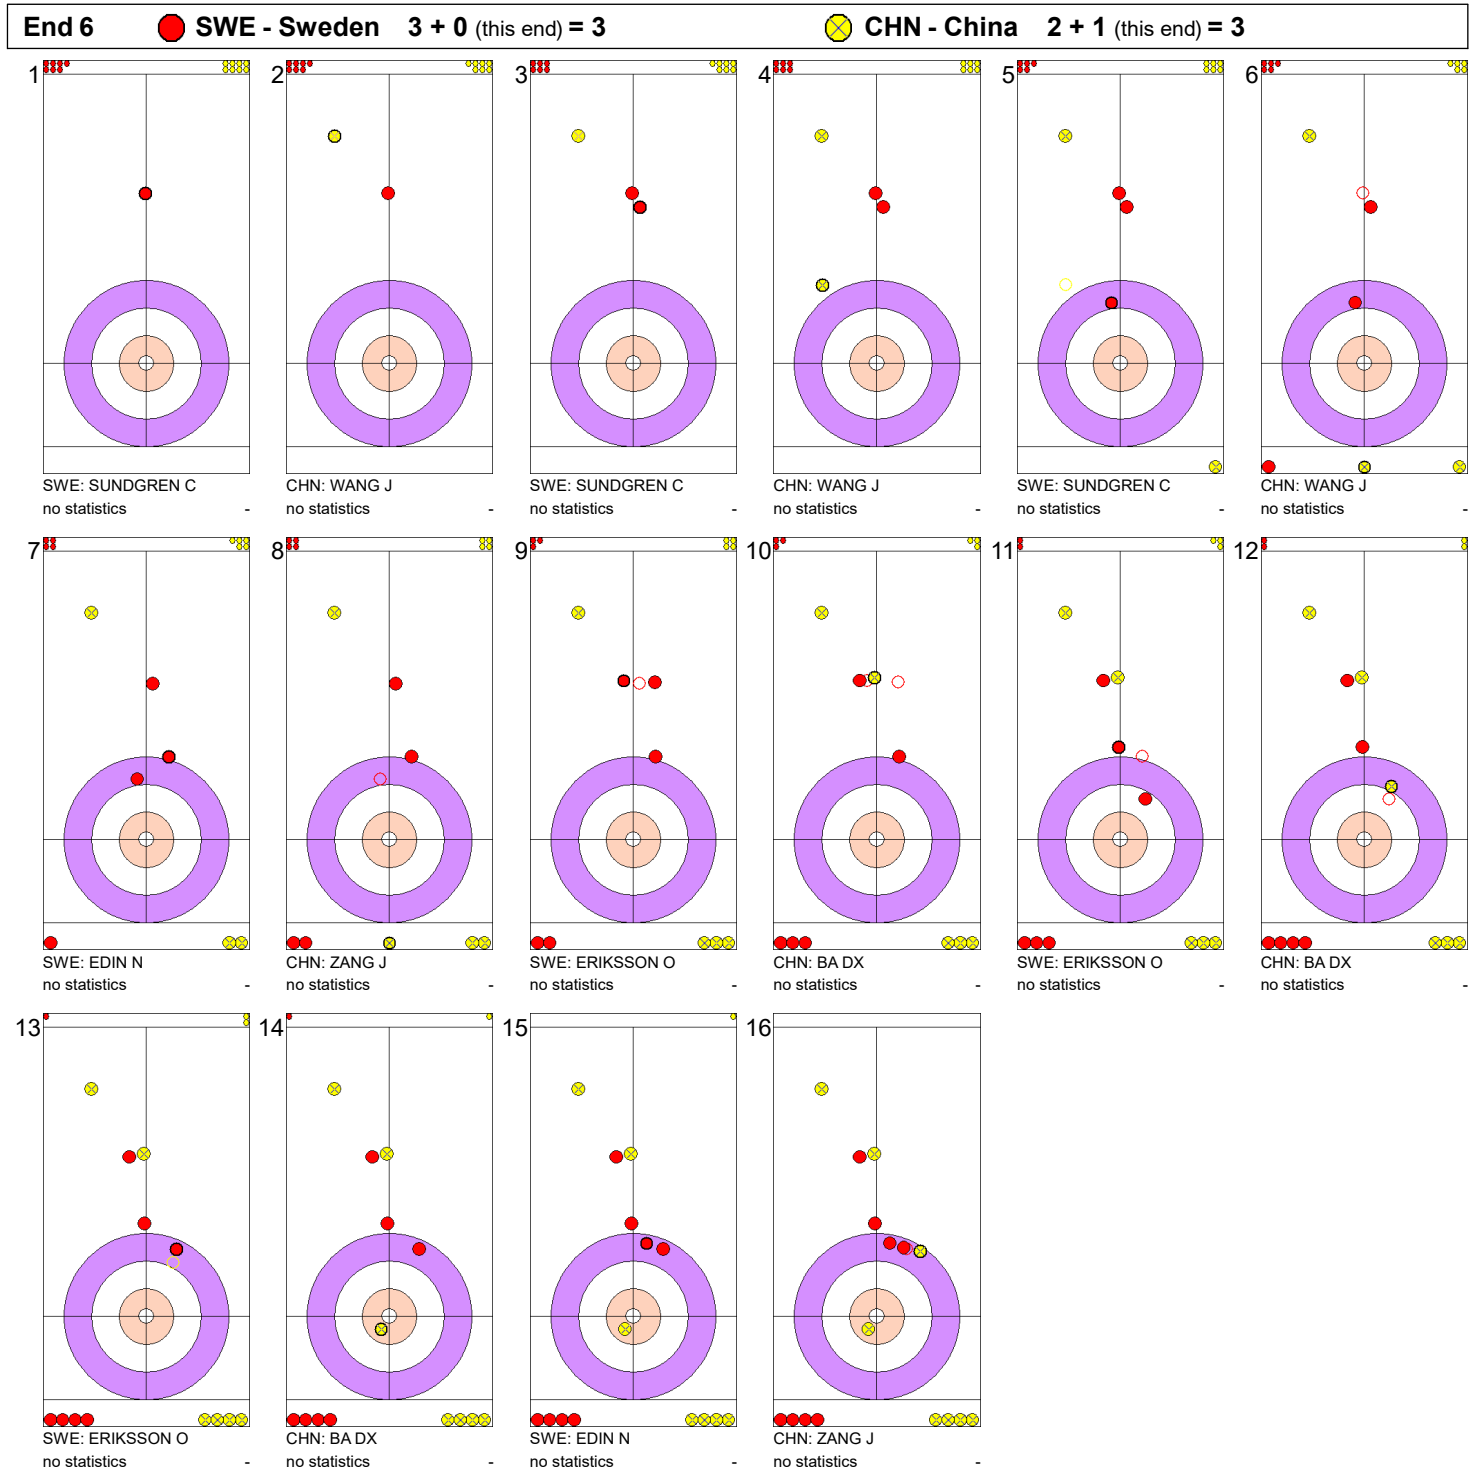 End 6 SWE - Sweden 3 + 0 (this end) = 3 CHN - China 2 + 1 (this end) = 3
1 2 3 4 5 6
SWE: SUNDGREN C CHN: WANG J SWE: SUNDGREN C CHN: WANG J SWE: SUNDGREN C CHN: WANG J
no statistics - no statistics - no statistics - no statistics - no statistics - no statistics -
7 8 9 10 11 12
SWE: EDIN N CHN: ZANG J SWE: ERIKSSON O CHN: BA DX SWE: ERIKSSON O CHN: BA DX
no statistics - no statistics - no statistics - no statistics - no statistics - no statistics -
13 14 15 16
SWE: ERIKSSON O CHN: BA DX SWE: EDIN N CHN: ZANG J
no statistics - no statistics - no statistics - no statistics -